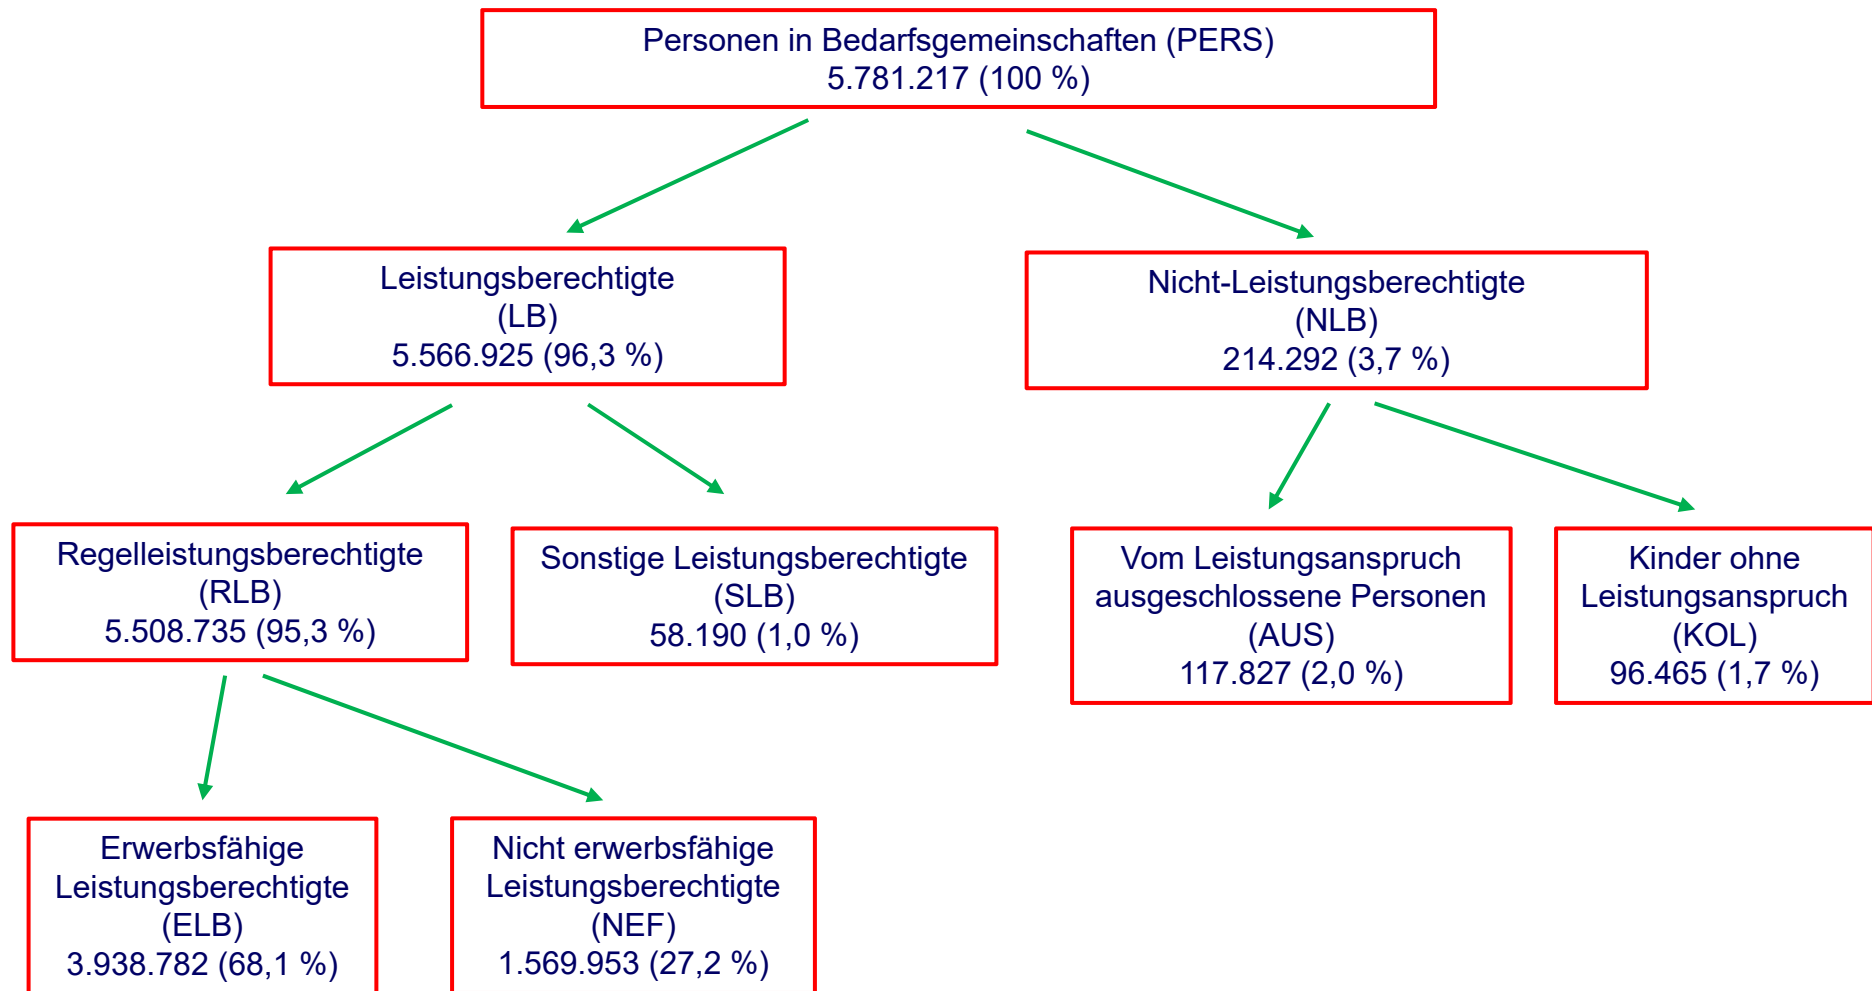 Personen in Bedarfsgemeinschaften (PERS)
5.781.217 (100 %)
Leistungsberechtigte
(LB)
5.566.925 (96,3 %)
Nicht-Leistungsberechtigte
(NLB)
214.292 (3,7 %)
Regelleistungsberechtigte
(RLB)
5.508.735 (95,3 %)
Sonstige Leistungsberechtigte
(SLB)
58.190 (1,0 %)
Vom Leistungsanspruch
ausgeschlossene Personen
(AUS)
117.827 (2,0 %)
Kinder ohne
Leistungsanspruch
(KOL)
96.465 (1,7 %)
Erwerbsfähige
Leistungsberechtigte
(ELB)
3.938.782 (68,1 %)
Nicht erwerbsfähige
Leistungsberechtigte
(NEF)
1.569.953 (27,2 %)